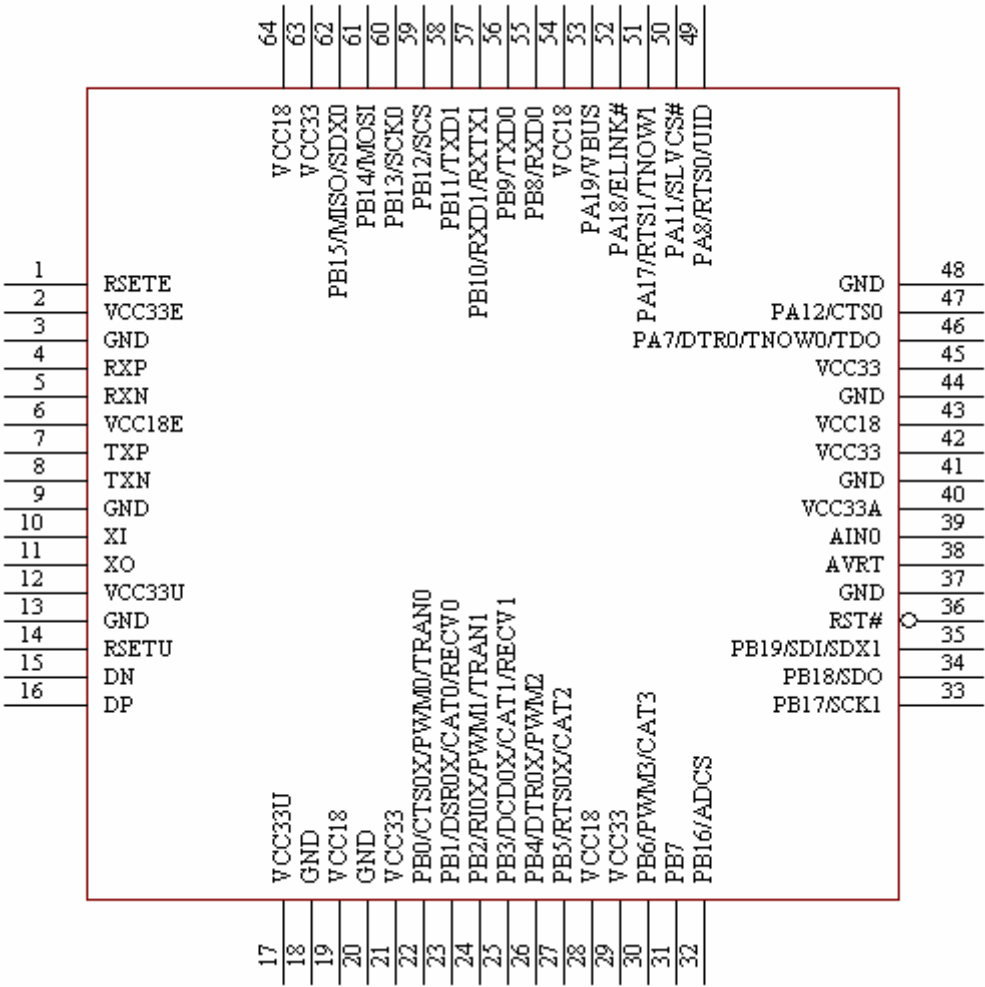 64
63
62
61
60
59
58
57
56
55
54
53
52
51
50
49
VCC18
VCC33
PB15/MISO/SDX0
PB14/MOSI
PB13/SCK0
PB12/SCS
PB11/TXD1
PB10/RXD1/RXTX1
PB9/TXD0
PB8/RXD0
VCC18
PA19/VBUS
PA18/ELINK#
PA17/RTS1/TNOW1
PA11/SLVCS#
PA8/RTS0/UID
1 RSETE
2 VCC33E
3 GND
4 RXP
5 RXN
6 VCC18E
7 TXP
8 TXN
9 GND
10 XI
11 XO
12 VCC33U
13 GND
14 RSETU
15 DN
16 DP
GND 48
PA12/CTS0 47
PA7/DTR0/TNOW0/TDO 46
VCC33 45
GND 44
VCC18 43
VCC33 42
GND 41
VCC33A 40
AIN0 39
AVRT 38
GND 37
RST# 36
PB19/SDI/SDX1 35
PB18/SDO 34
PB17/SCK1 33
VCC33U
GND
VCC18
GND
VCC33
PB0/CTS0X/PWM0/TRAN0
PB1/DSR0X/CAT0/RECV0
PB2/RI0X/PWM1/TRAN1
PB3/DCD0X/CAT1/RECV1
PB4/DTR0X/PWM2
PB5/RTS0X/CAT2
VCC18
VCC33
PB6/PWM3/CAT3
PB7
PB16/ADCS
17
18
19
20
21
22
23
24
25
26
27
28
29
30
31
32